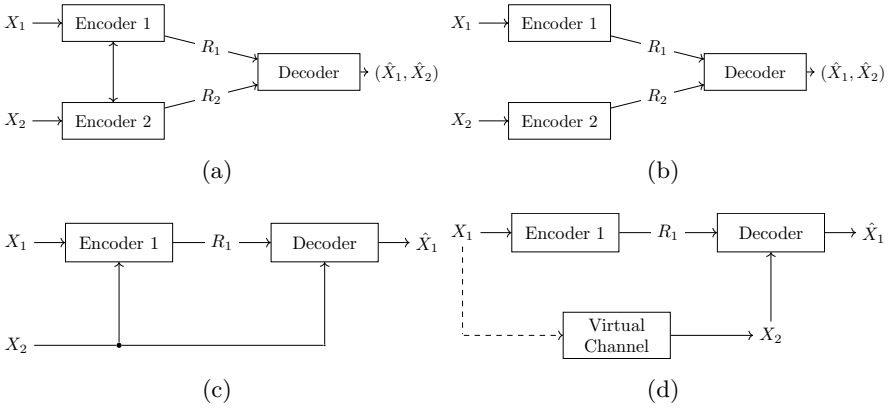 X₁ Encoder 1 R₁ Decoder (X̂₁, X̂₂)
X₂ Encoder 2 R₂
(a)
X₁ Encoder 1 R₁ Decoder (X̂₁, X̂₂)
X₂ Encoder 2 R₂
(b)
X₁ Encoder 1 R₁ Decoder X̂₁
X₂
(c)
X₁ Encoder 1 R₁ Decoder X̂₁
Virtual
Channel
X₂
(d)